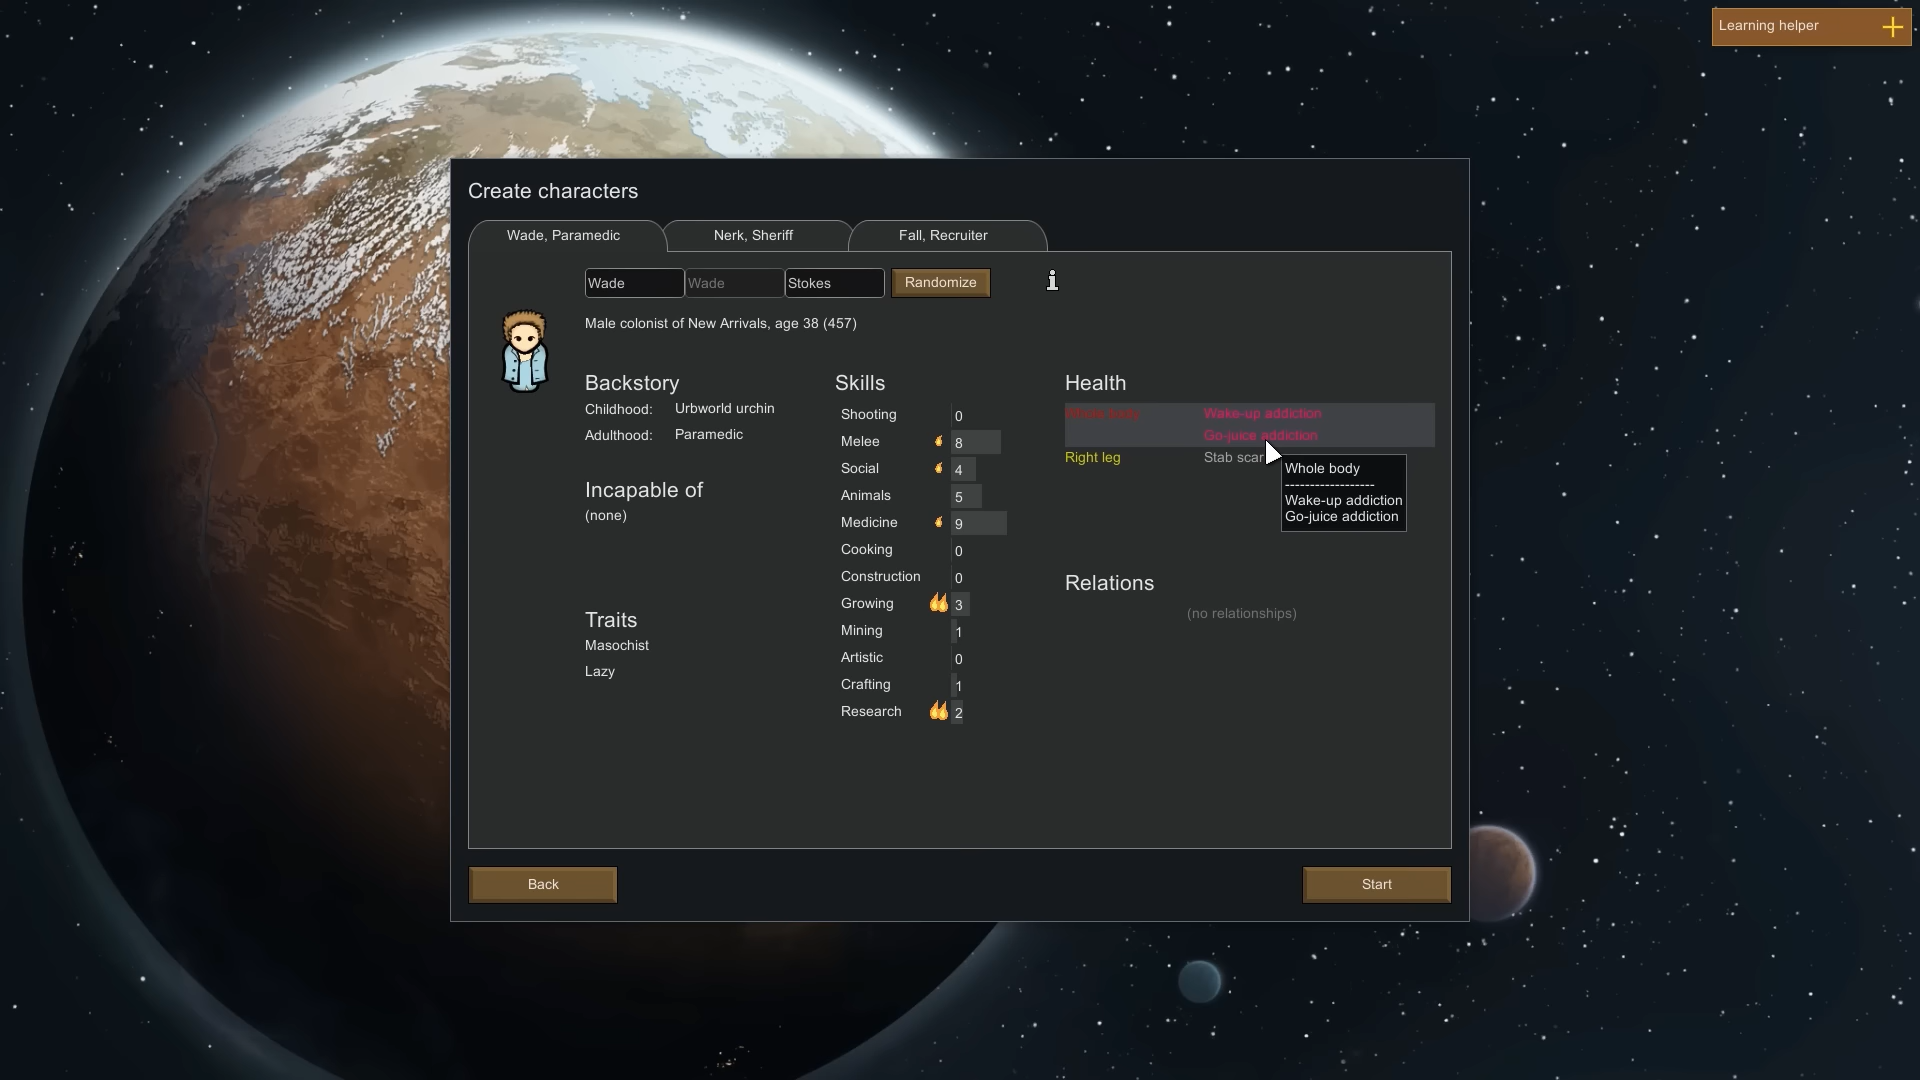 Learning helper
Create characters
Wade, Paramedic
Nerk, Sheriff
Fall, Recruiter
Wade
Wade
Stokes
Randomize
Male colonist of New Arrivals, age 38 (457)
Backstory
Childhood: Urbworld urchin
Adulthood: Paramedic
Incapable of
(none)
Traits
Masochist
Lazy
Skills
Shooting 0
Melee 8
Social 4
Animals 5
Medicine 9
Cooking 0
Construction 0
Growing 3
Mining 1
Artistic 0
Crafting 1
Research 2
Health
Whole body Wake-up addiction
Go-juice addiction
Right leg Stab scar
Whole body
------------------
Wake-up addiction
Go-juice addiction
Relations
(no relationships)
Back
Start